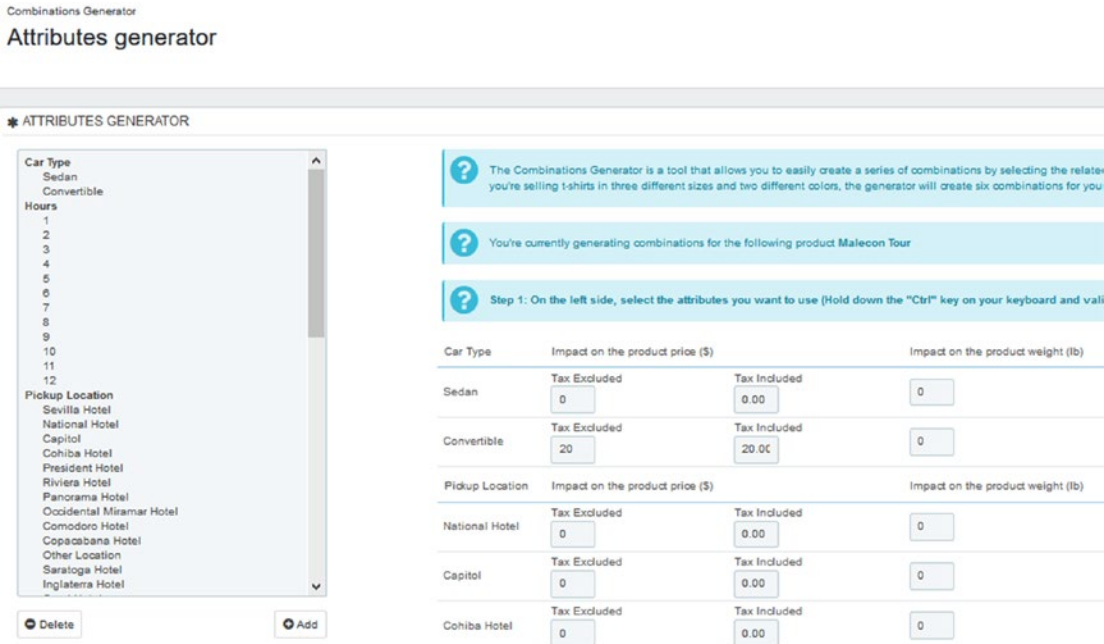 Combinations Generator
Attributes generator
ATTRIBUTES GENERATOR
Car Type
Sedan
Convertible
Hours
1
2
3
4
5
6
7
8
9
10
11
12
Pickup Location
Sevilla Hotel
National Hotel
Capitol
Cohiba Hotel
President Hotel
Riviera Hotel
Panorama Hotel
Occidental Miramar Hotel
Comodoro Hotel
Copacabana Hotel
Other Location
Saratoga Hotel
Inglaterra Hotel
Delete
Add
The Combinations Generator is a tool that allows you to easily create a series of combinations by selecting the relate
you're selling t-shirts in three different sizes and two different colors, the generator will create six combinations for you
You're currently generating combinations for the following product Malecon Tour
Step 1: On the left side, select the attributes you want to use (Hold down the "Ctrl" key on your keyboard and vali
Car Type Impact on the product price ($) Impact on the product weight (lb)
Tax Excluded Tax Included
Sedan 0 0.00 0
Tax Excluded Tax Included
Convertible 20 20.00 0
Pickup Location Impact on the product price ($) Impact on the product weight (lb)
Tax Excluded Tax Included
National Hotel 0 0.00 0
Tax Excluded Tax Included
Capitol 0 0.00 0
Tax Excluded Tax Included
Cohiba Hotel 0 0.00 0